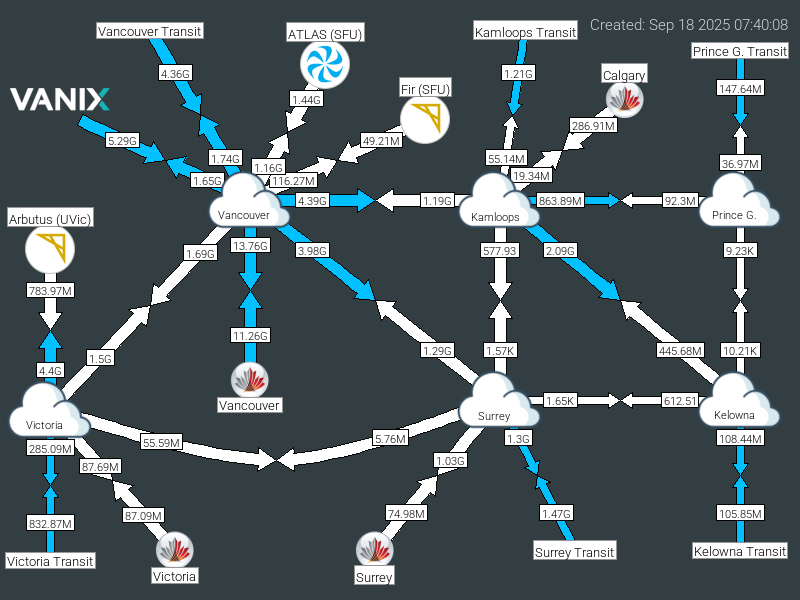 Created: Sep 18 2025 07:40:08
Vancouver Transit
ATLAS (SFU)
Kamloops Transit
Prince G. Transit
4.36G
1.21G
Calgary
147.64M
VANIX
1.44G
Fir (SFU)
286.91M
5.29G
49.21M
1.74G
55.14M
36.97M
1.16G
19.34M
1.65G
116.27M
4.39G
1.19G
863.89M
92.3M
Vancouver
Kamloops
Prince G.
Arbutus (UVic)
13.76G
3.98G
577.93
2.09G
9.23K
1.69G
783.97M
11.26G
1.5G
1.29G
1.57K
445.68M
10.21K
4.4G
Vancouver
1.65K
612.51
Victoria
Surrey
Kelowna
285.09M
55.59M
5.76M
1.3G
108.44M
87.69M
1.03G
832.87M
87.09M
74.98M
1.47G
105.85M
Victoria Transit
Victoria
Surrey
Surrey Transit
Kelowna Transit